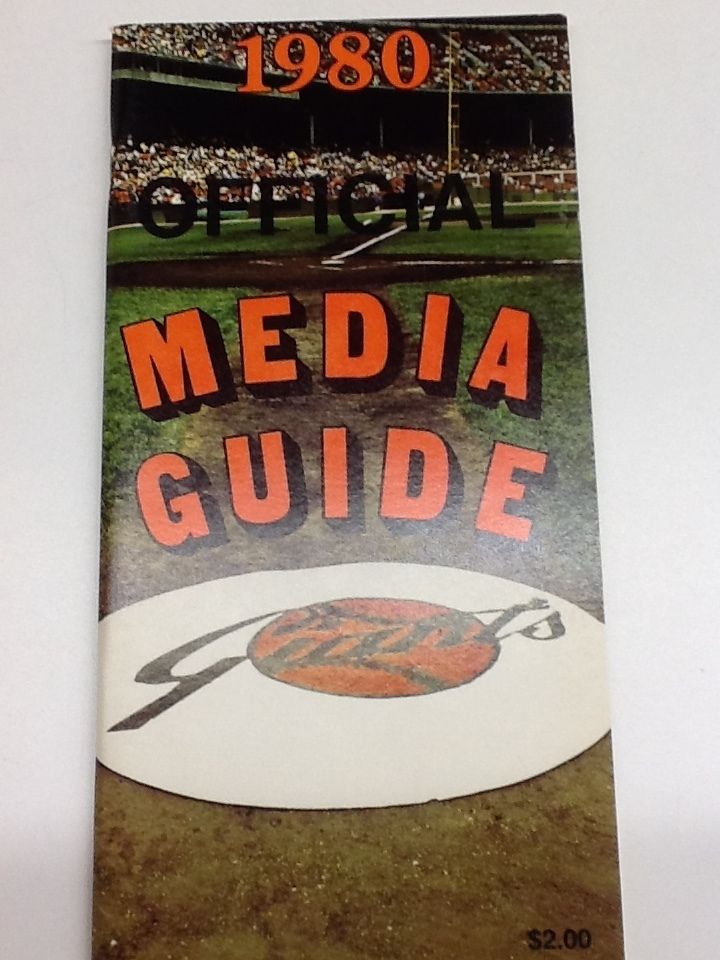 1980
OFFICIAL
MEDIA
GUIDE
Giants
$2.00